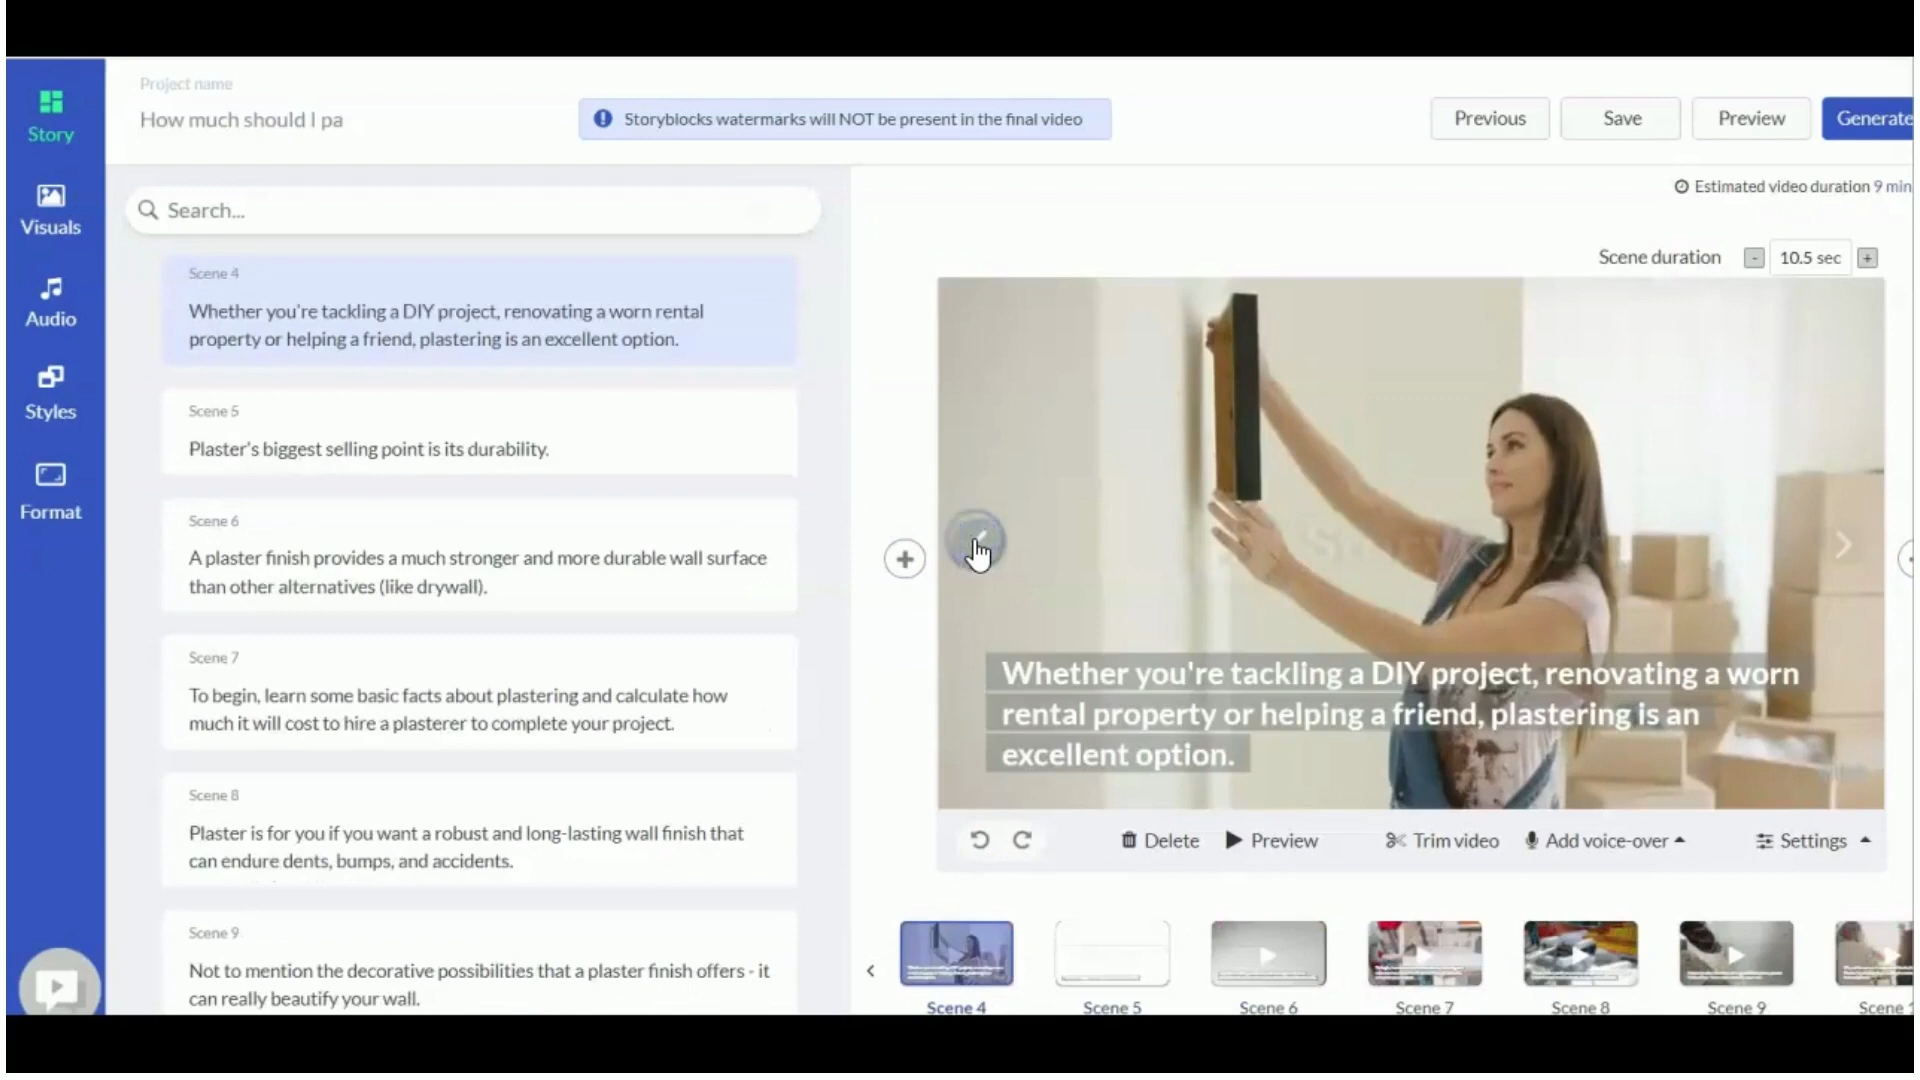 Project name
How much should I pa
Storyblocks watermarks will NOT be present in the final video
Previous
Save
Preview
Generate
Story
Visuals
Audio
Styles
Format
Search...
Estimated video duration 9 min
Scene duration
-
10.5 sec
+
Scene 4
Whether you're tackling a DIY project, renovating a worn rental
property or helping a friend, plastering is an excellent option.
Scene 5
Plaster's biggest selling point is its durability.
Scene 6
A plaster finish provides a much stronger and more durable wall surface
than other alternatives (like drywall).
Scene 7
To begin, learn some basic facts about plastering and calculate how
much it will cost to hire a plasterer to complete your project.
Scene 8
Plaster is for you if you want a robust and long-lasting wall finish that
can endure dents, bumps, and accidents.
Scene 9
Not to mention the decorative possibilities that a plaster finish offers - it
can really beautify your wall.
Whether you're tackling a DIY project, renovating a worn
rental property or helping a friend, plastering is an
excellent option.
Delete
Preview
Trim video
Add voice-over
Settings
Scene 4
Scene 5
Scene 6
Scene 7
Scene 8
Scene 9
Scene 1